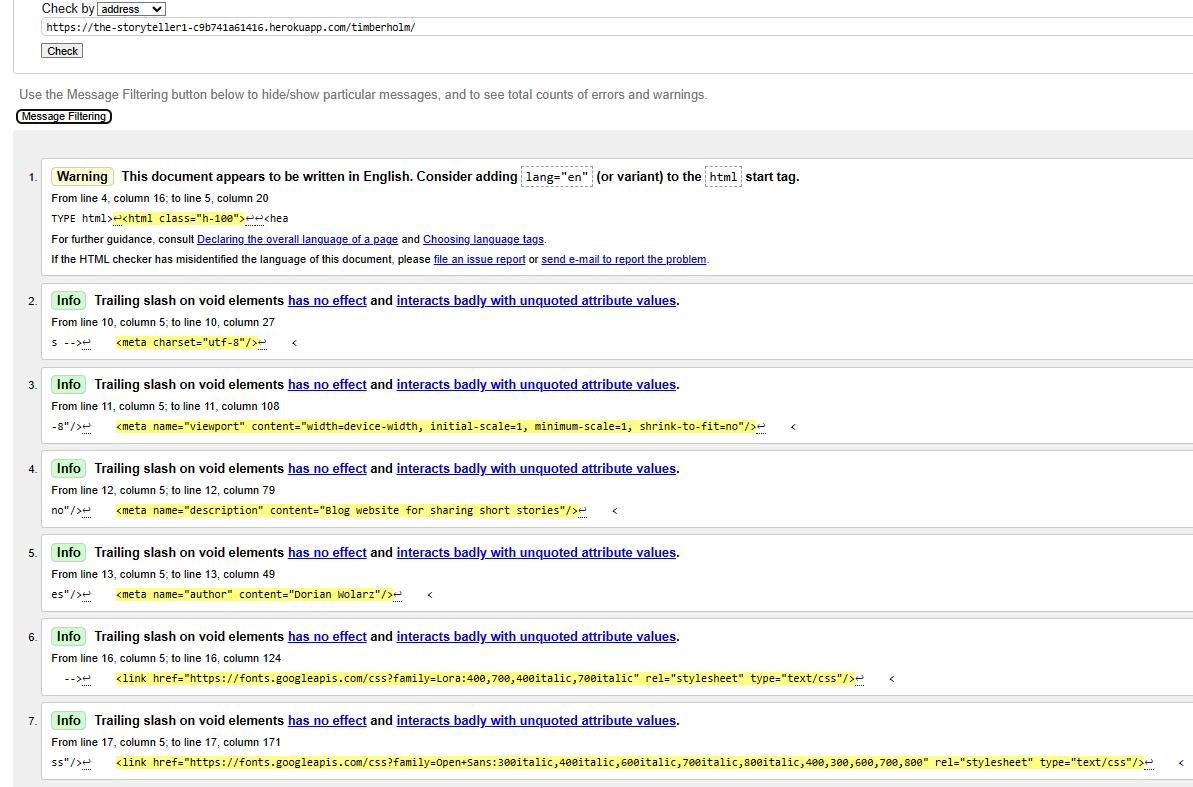 Check by address
https://the-storyteller1-c9b741a61416.herokuapp.com/timberholm/
Check
Use the Message Filtering button below to hide/show particular messages, and to see total counts of errors and warnings.
Message Filtering
1. Warning This document appears to be written in English. Consider adding lang="en" (or variant) to the html start tag.
From line 4, column 16; to line 5, column 20
TYPE html>↩<html class="h-100">↩↩<hea
For further guidance, consult Declaring the overall language of a page and Choosing language tags.
If the HTML checker has misidentified the language of this document, please file an issue report or send e-mail to report the problem.
2. Info Trailing slash on void elements has no effect and interacts badly with unquoted attribute values.
From line 10, column 5; to line 10, column 27
s -->↩    <meta charset="utf-8"/>↩    <
3. Info Trailing slash on void elements has no effect and interacts badly with unquoted attribute values.
From line 11, column 5; to line 11, column 108
-8"/>↩    <meta name="viewport" content="width=device-width, initial-scale=1, minimum-scale=1, shrink-to-fit=no"/>↩    <
4. Info Trailing slash on void elements has no effect and interacts badly with unquoted attribute values.
From line 12, column 5; to line 12, column 79
no"/>↩    <meta name="description" content="Blog website for sharing short stories"/>↩    <
5. Info Trailing slash on void elements has no effect and interacts badly with unquoted attribute values.
From line 13, column 5; to line 13, column 49
es"/>↩    <meta name="author" content="Dorian Wolarz"/>↩    <
6. Info Trailing slash on void elements has no effect and interacts badly with unquoted attribute values.
From line 16, column 5; to line 16, column 124
-->↩    <link href="https://fonts.googleapis.com/css?family=Lora:400,700,400italic,700italic" rel="stylesheet" type="text/css"/>↩    <
7. Info Trailing slash on void elements has no effect and interacts badly with unquoted attribute values.
From line 17, column 5; to line 17, column 171
ss"/>↩    <link href="https://fonts.googleapis.com/css?family=Open+Sans:300italic,400italic,600italic,700italic,800italic,400,300,600,700,800" rel="stylesheet" type="text/css"/>↩    <